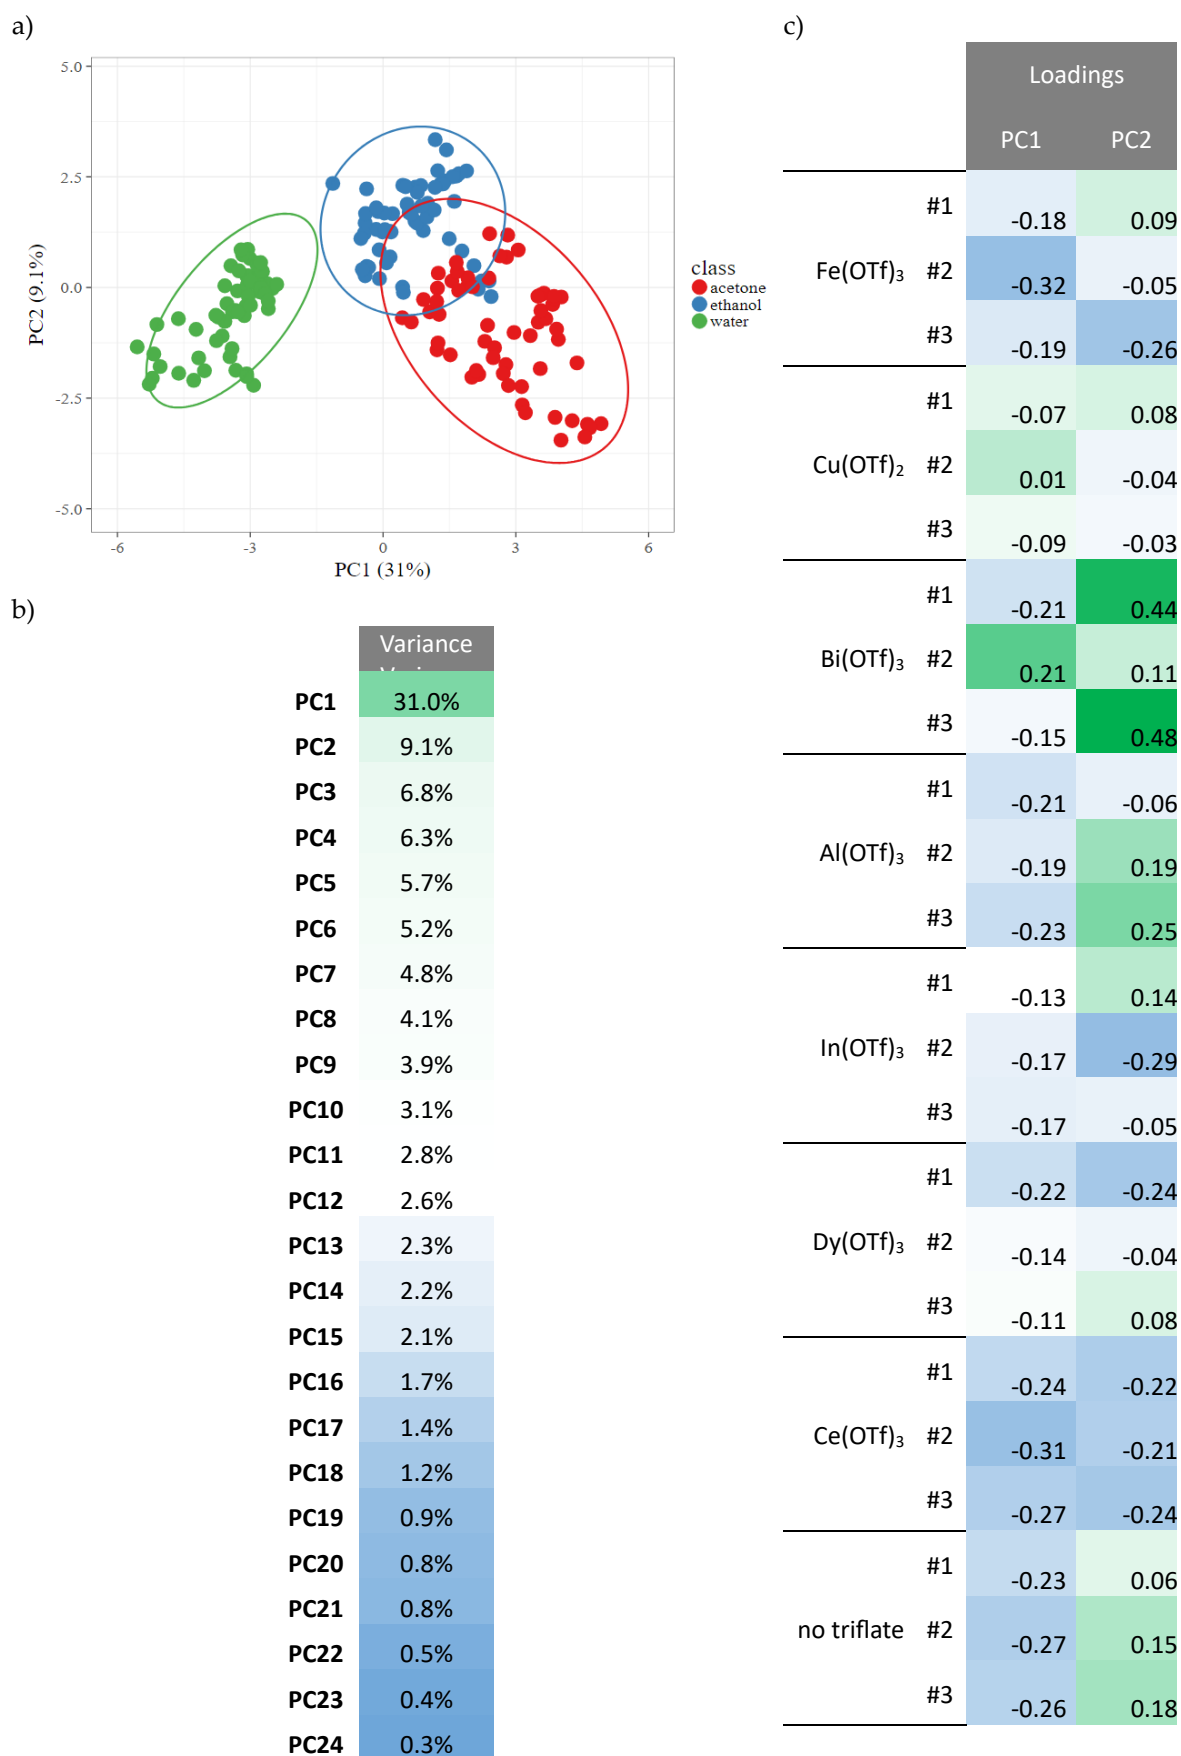 a)
5.0
2.5
0.0
-2.5
-5.0
PC2 (9.1%)
-6 -3 0 3 6
PC1 (31%)
class
acetone
ethanol
water
b)
Variance
PC1 31.0%
PC2 9.1%
PC3 6.8%
PC4 6.3%
PC5 5.7%
PC6 5.2%
PC7 4.8%
PC8 4.1%
PC9 3.9%
PC10 3.1%
PC11 2.8%
PC12 2.6%
PC13 2.3%
PC14 2.2%
PC15 2.1%
PC16 1.7%
PC17 1.4%
PC18 1.2%
PC19 0.9%
PC20 0.8%
PC21 0.8%
PC22 0.5%
PC23 0.4%
PC24 0.3%
c)
Loadings
PC1 PC2
#1 -0.18 0.09
Fe(OTf)₃ #2 -0.32 -0.05
#3 -0.19 -0.26
#1 -0.07 0.08
Cu(OTf)₂ #2 0.01 -0.04
#3 -0.09 -0.03
#1 -0.21 0.44
Bi(OTf)₃ #2 0.21 0.11
#3 -0.15 0.48
#1 -0.21 -0.06
Al(OTf)₃ #2 -0.19 0.19
#3 -0.23 0.25
#1 -0.13 0.14
In(OTf)₃ #2 -0.17 -0.29
#3 -0.17 -0.05
#1 -0.22 -0.24
Dy(OTf)₃ #2 -0.14 -0.04
#3 -0.11 0.08
#1 -0.24 -0.22
Ce(OTf)₃ #2 -0.31 -0.21
#3 -0.27 -0.24
#1 -0.23 0.06
no triflate #2 -0.27 0.15
#3 -0.26 0.18